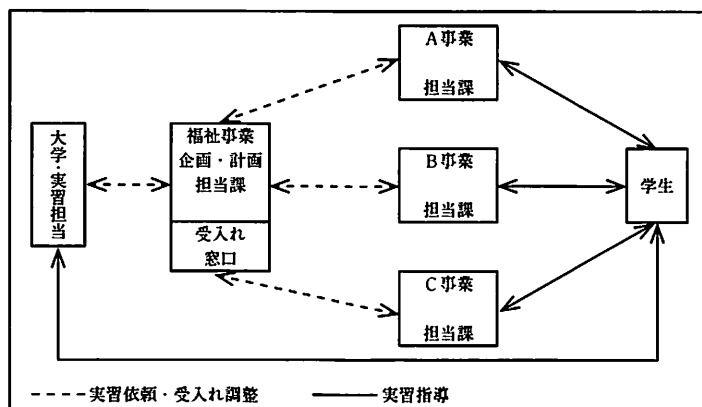 大学・実習担当
福祉事業
企画・計画
担当課
受入れ
窓口
A事業
担当課
B事業
担当課
C事業
担当課
学生
実習依頼・受入れ調整
実習指導